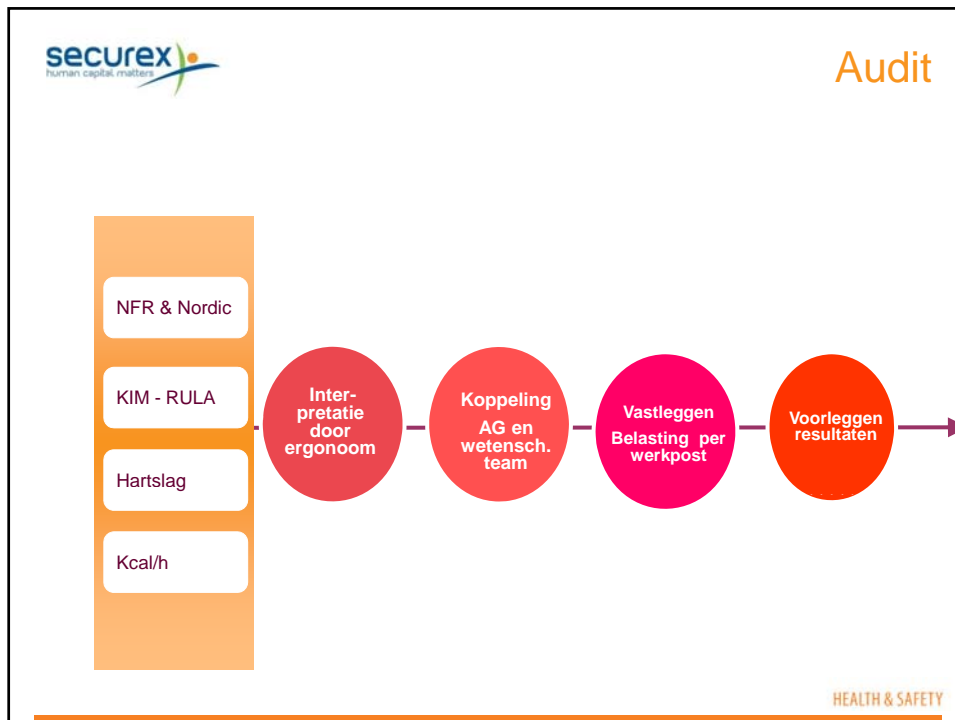 securex
human capital matters
Audit
NFR & Nordic
KIM - RULA
Hartslag
Kcal/h
Inter-
pretatie
door
ergonoom
Koppeling
AG en
wetensch.
team
Vastleggen
Belasting per
werkpost
Voorleggen
resultaten
HEALTH & SAFETY